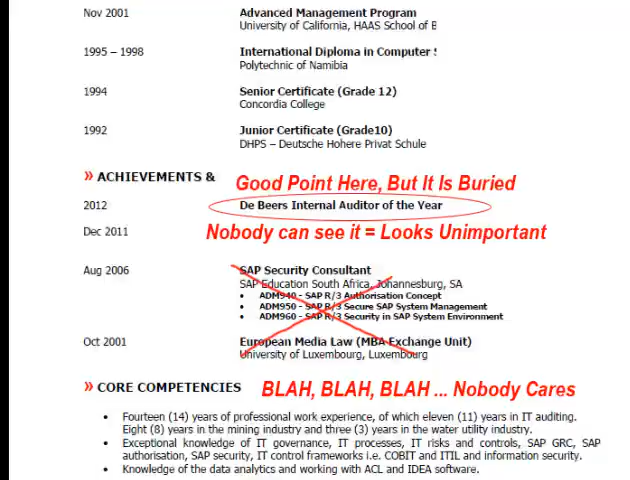 Nov 2001 Advanced Management Program
University of California, HAAS School of B
1995 – 1998 International Diploma in Computer
Polytechnic of Namibia
1994 Senior Certificate (Grade 12)
Concordia College
1992 Junior Certificate (Grade10)
DHPS – Deutsche Hohere Privat Schule
» ACHIEVEMENTS & Good Point Here, But It Is Buried
2012 De Beers Internal Auditor of the Year
Dec 2011 Nobody can see it = Looks Unimportant
Aug 2006 SAP Security Consultant
SAP Education South Africa, Johannesburg, SA
• ADM940 - SAP R/3 Authorisation Concept
• ADM950 - SAP R/3 Secure SAP System Management
• ADM960 - SAP R/3 Security in SAP System Environment
Oct 2001 European Media Law (MBA Exchange Unit)
University of Luxembourg, Luxembourg
» CORE COMPETENCIES BLAH, BLAH, BLAH ... Nobody Cares
• Fourteen (14) years of professional work experience, of which eleven (11) years in IT auditing.
Eight (8) years in the mining industry and three (3) years in the water utility industry.
• Exceptional knowledge of IT governance, IT processes, IT risks and controls, SAP GRC, SAP
authorisation, SAP security, IT control frameworks i.e. COBIT and ITIL and information security.
• Knowledge of the data analytics and working with ACL and IDEA software.